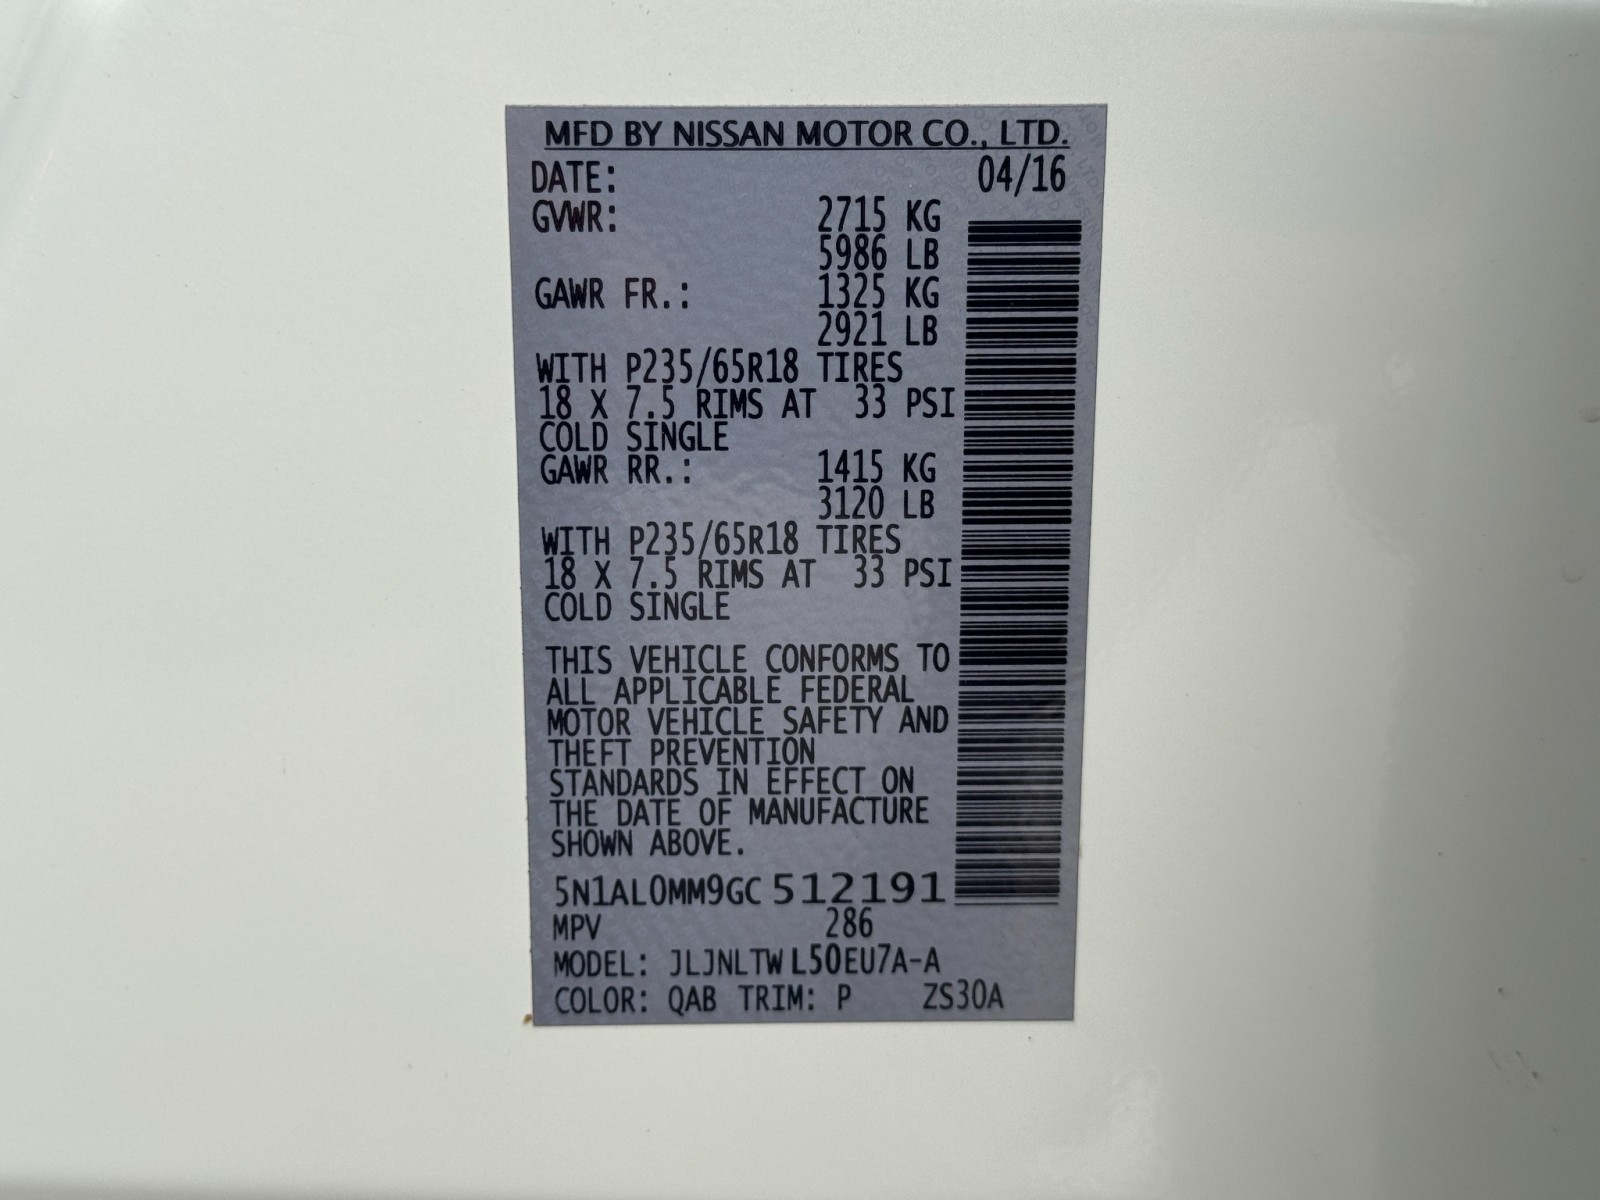 MFD BY NISSAN MOTOR CO., LTD.
DATE: 04/16
GVWR: 2715 KG
5986 LB
GAWR FR.: 1325 KG
2921 LB
WITH P235/65R18 TIRES
18 X 7.5 RIMS AT 33 PSI
COLD SINGLE
GAWR RR.: 1415 KG
3120 LB
WITH P235/65R18 TIRES
18 X 7.5 RIMS AT 33 PSI
COLD SINGLE
THIS VEHICLE CONFORMS TO
ALL APPLICABLE FEDERAL
MOTOR VEHICLE SAFETY AND
THEFT PREVENTION
STANDARDS IN EFFECT ON
THE DATE OF MANUFACTURE
SHOWN ABOVE.
5N1AL0MM9GC 512191
MPV 286
MODEL: JLJNLTW L50EU7A-A
COLOR: QAB TRIM: P ZS30A